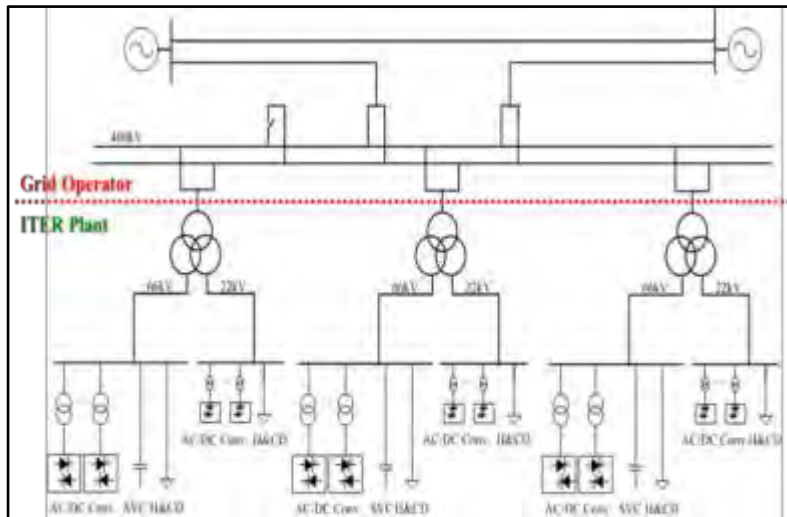 400kV
Grid Operator
ITER Plant
66kV 22kV 66kV 22kV 66kV 22kV
AC/DC Conv. H&CD AC/DC Conv. H&CD AC/DC Conv. H&CD
AC/DC Conv. SVC H&CD AC/DC Conv. SVC H&CD AC/DC Conv. SVC H&CD